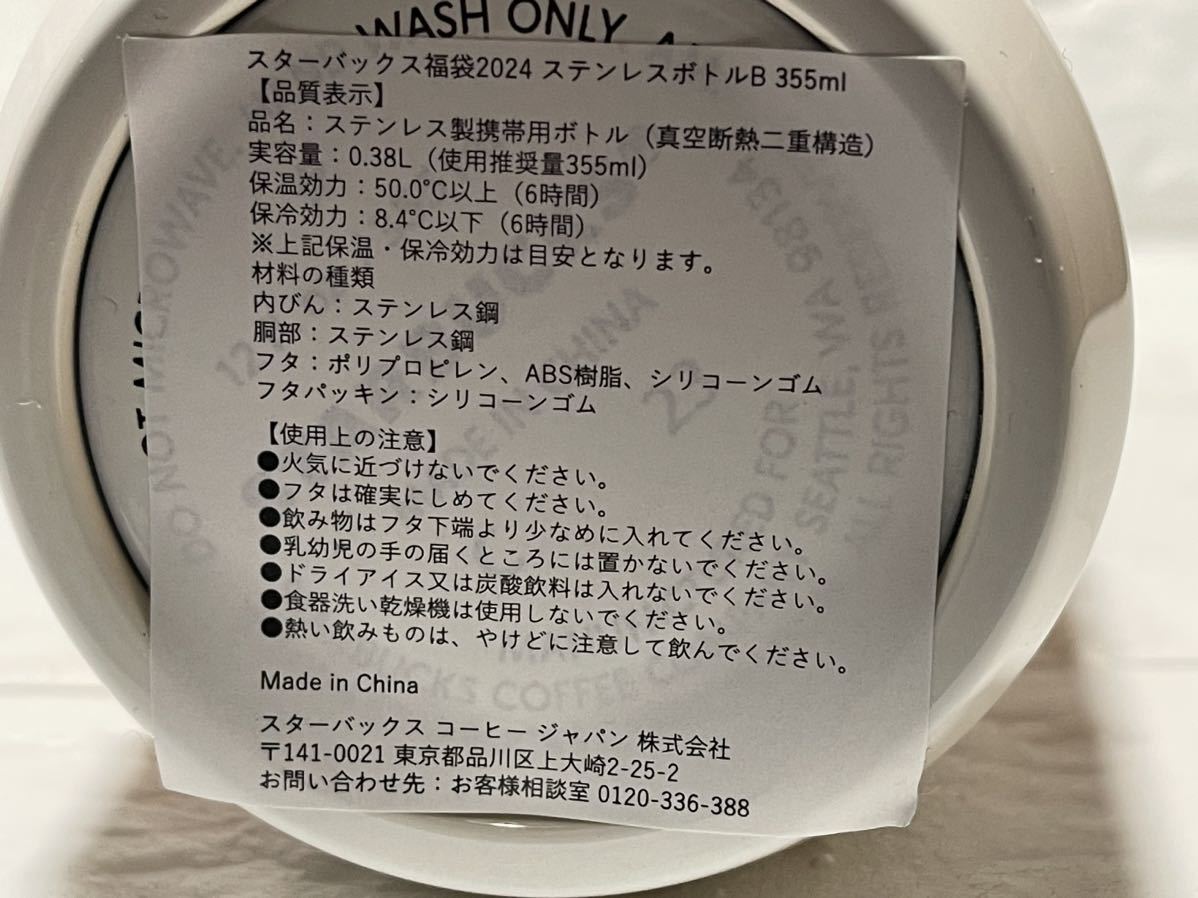 WASH ONLY
スターバックス福袋2024 ステンレスボトルB 355ml
【品質表示】
品名：ステンレス製携帯用ボトル（真空断熱二重構造）
実容量：0.38L（使用推奨量355ml）
保温効力：50.0℃以上（6時間）
保冷効力：8.4℃以下（6時間）
※上記保温・保冷効力は目安となります。
材料の種類
内びん：ステンレス鋼
胴部：ステンレス鋼
フタ：ポリプロピレン、ABS樹脂、シリコーンゴム
フタパッキン：シリコーンゴム
【使用上の注意】
●火気に近づけないでください。
●フタは確実にしめてください。
●飲み物はフタ下端より少なめに入れてください。
●乳幼児の手の届くところには置かないでください。
●ドライアイス又は炭酸飲料は入れないでください。
●食器洗い乾燥機は使用しないでください。
●熱い飲みものは、やけどに注意して飲んでください。
Made in China
スターバックス コーヒー ジャパン 株式会社
〒141-0021 東京都品川区上大崎2-25-2
お問い合わせ先：お客様相談室 0120-336-388
DO NOT MICROWAVE
MADE IN CHINA
23
SEATTLE, WA 98134
ALL RIGHTS
COFFEE